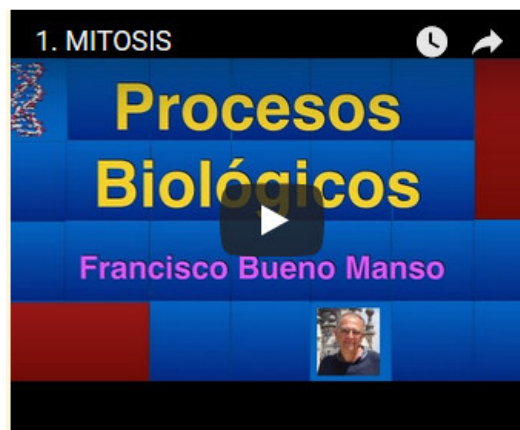 1. MITOSIS
Procesos
Biológicos
Francisco Bueno Manso